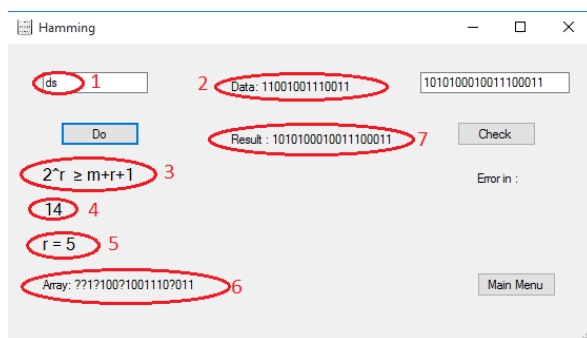 Hamming
ds 1
2 Data: 11001001110011
1010100010011100011
Do
Result : 1010100010011100011 7
Check
2^r ≥ m+r+1 3
Error in :
14 4
r = 5 5
Array: ??1?100?1001110?011 6
Main Menu